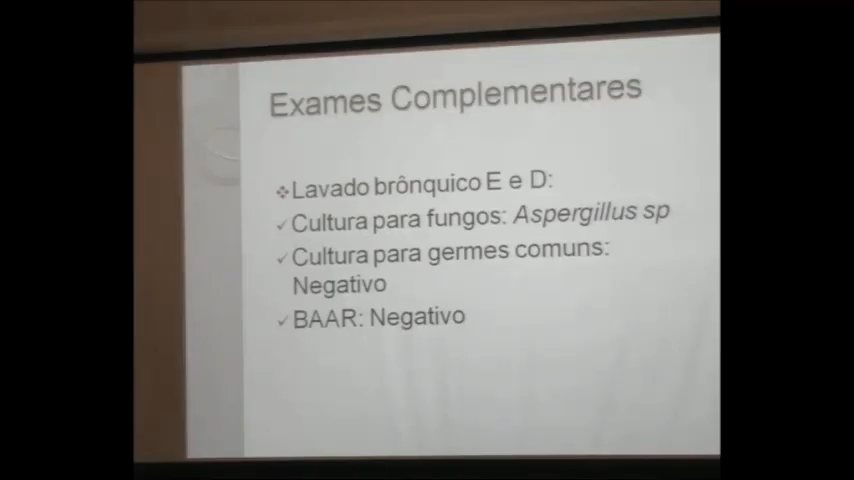 Exames Complementares
❖Lavado brônquico E e D:
✓Cultura para fungos: Aspergillus sp
✓Cultura para germes comuns:
Negativo
✓BAAR: Negativo